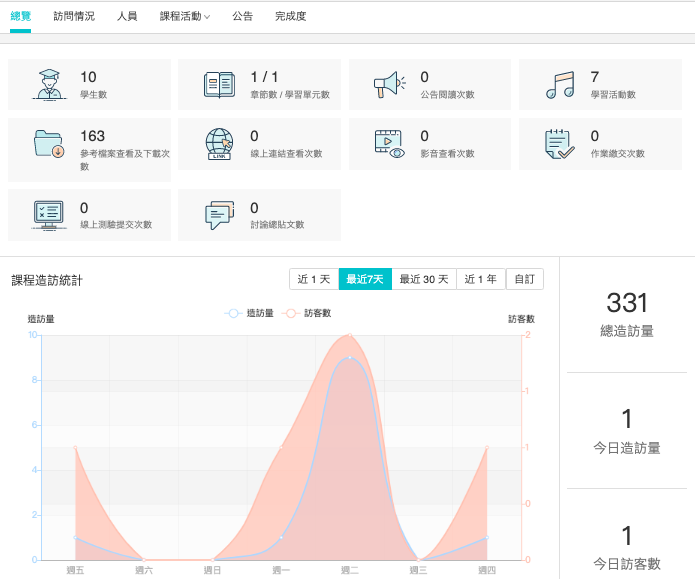 總覽 訪問情況 人員 課程活動 公告 完成度
10
學生數
1 / 1
章節數 / 學習單元數
0
公告閱讀次數
7
學習活動數
163
參考檔案查看及下載次
數
0
線上連結查看次數
LINK
0
影音查看次數
0
作業繳交次數
0
線上測驗提交次數
0
討論總貼文數
課程造訪統計
近 1 天 最近7天 最近 30 天 近 1 年 自訂
造訪量 訪客數
造訪量
訪客數
10
8
6
4
2
0
2
1
1
0
0
週五 週六 週日 週一 週二 週三 週四
331
總造訪量
1
今日造訪量
1
今日訪客數